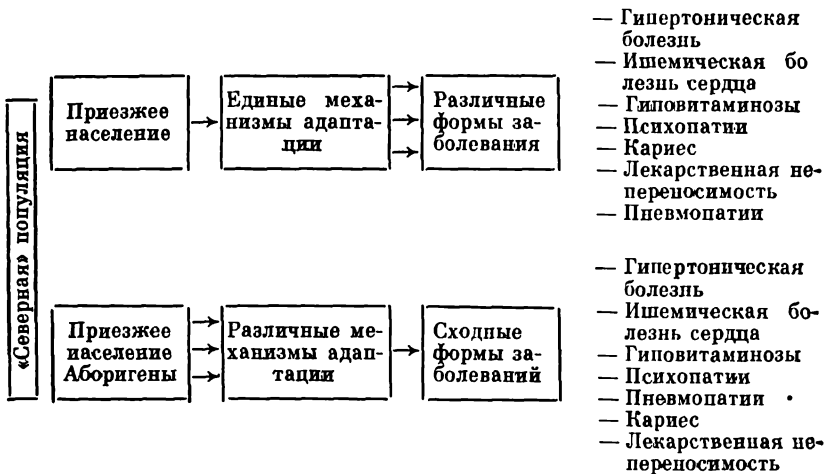 «Северная» популяция
Приезжее
население
Единые меха-
низмы адапта-
ции
Различные
формы за-
болевания
— Гипертоническая
болезнь
— Ишемическая бо
лезнь сердца
— Гиповитаминозы
— Психопатии
— Кариес
— Лекарственная не-
переносимость
— Пневмопатии
Приезжее
население
Аборигены
Различные ме-
ханизмы адап-
тации
Сходные
формы за-
болеваний
— Гипертоническая
болезнь
— Ишемическая бо-
лезнь сердца
— Гиповитаминозы
— Психопатии
— Пневмопатии
— Кариес
— Лекарственная не-
переносимость